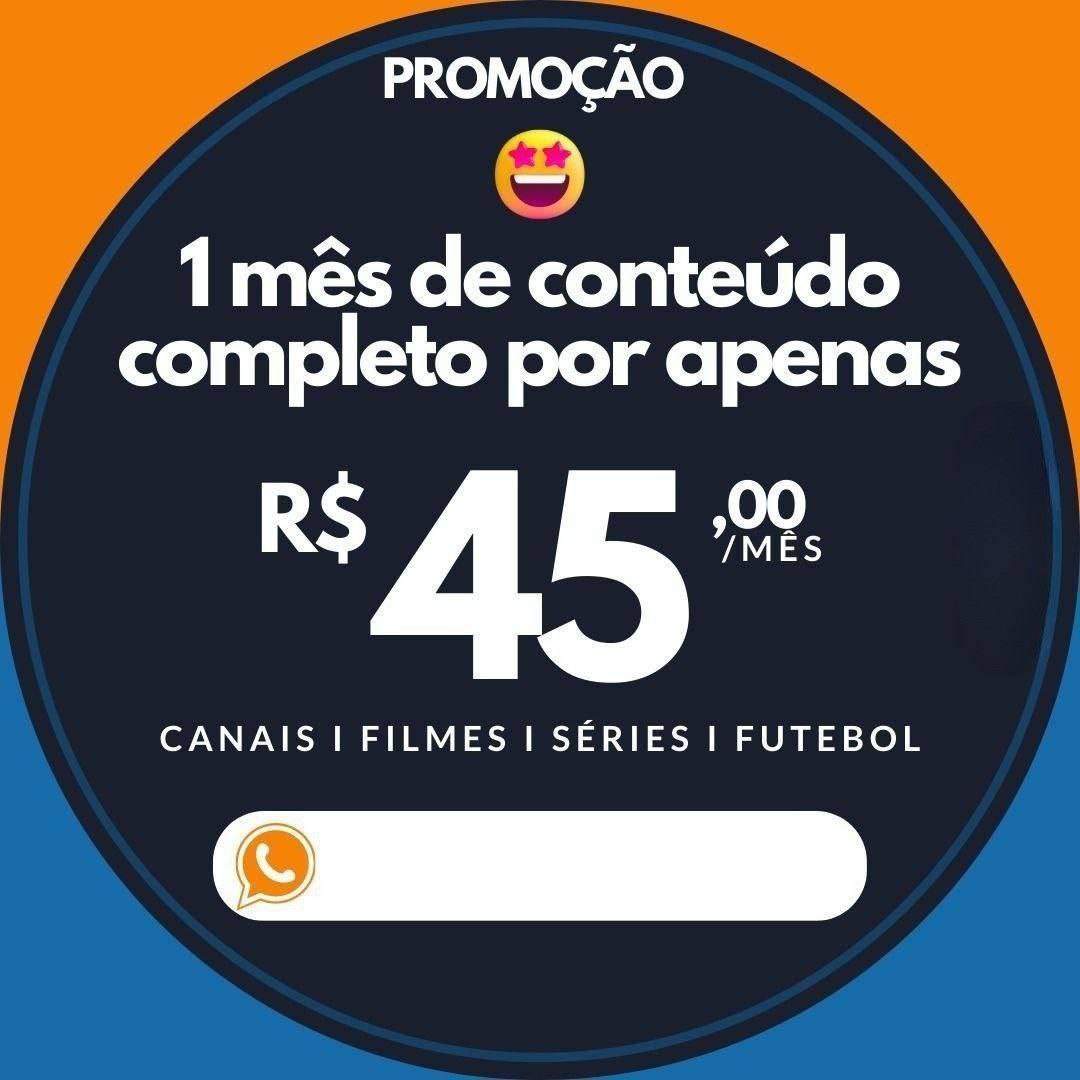 PROMOÇÃO
1 mês de conteúdo
completo por apenas
R$ 45 ,00
/MÊS
CANAIS I FILMES I SÉRIES I FUTEBOL